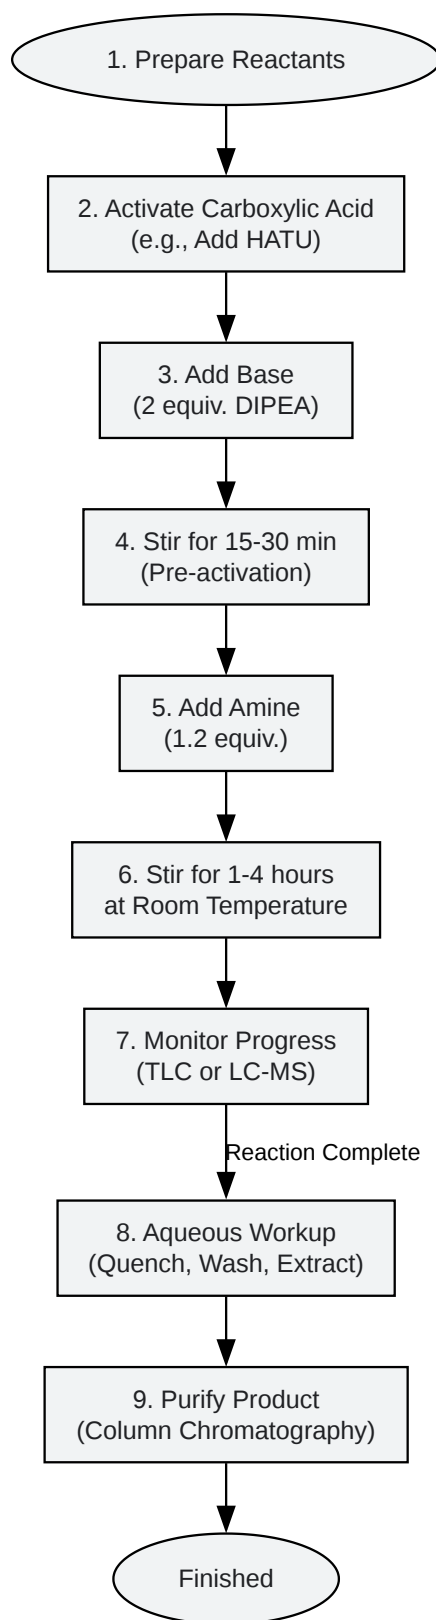 1. Prepare Reactants
2. Activate Carboxylic Acid
(e.g., Add HATU)
3. Add Base
(2 equiv. DIPEA)
4. Stir for 15-30 min
(Pre-activation)
5. Add Amine
(1.2 equiv.)
6. Stir for 1-4 hours
at Room Temperature
7. Monitor Progress
(TLC or LC-MS)
Reaction Complete
8. Aqueous Workup
(Quench, Wash, Extract)
9. Purify Product
(Column Chromatography)
Finished